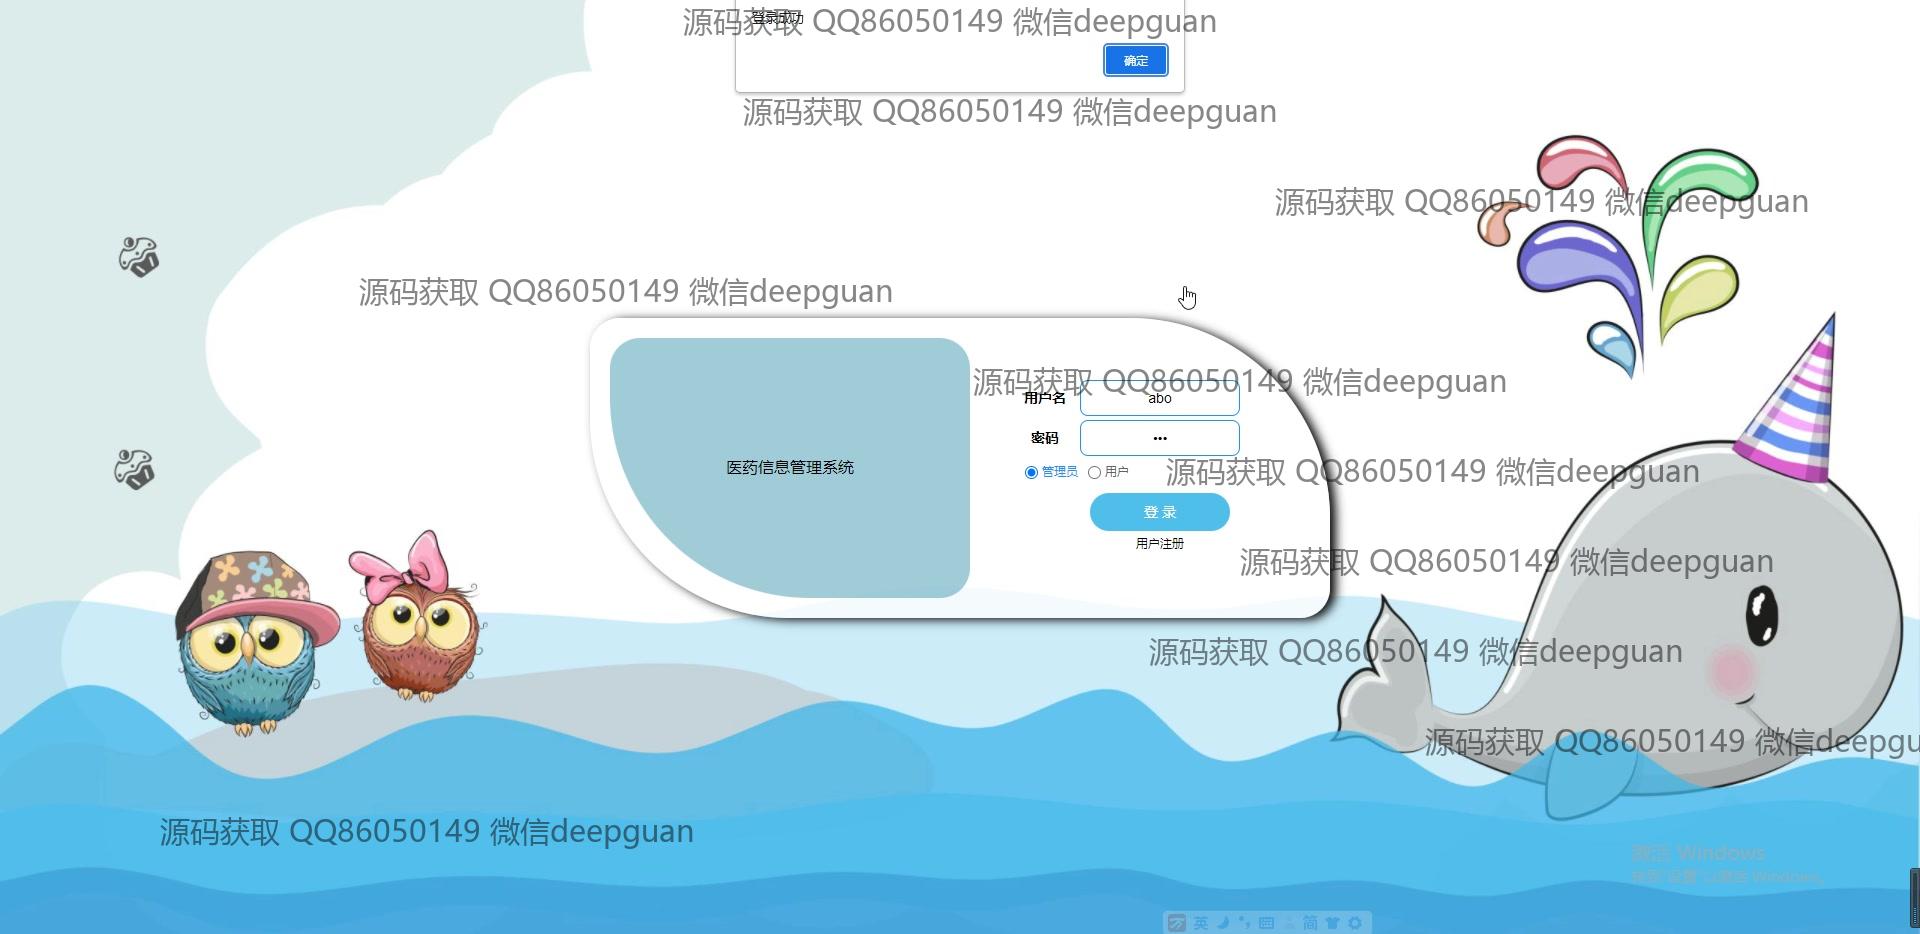 登录成功
源码获取 QQ86050149 微信deepguan
确定
源码获取 QQ86050149 微信deepguan
源码获取 QQ86050149 微信deepguan
源码获取 QQ86050149 微信deepguan
源码获取 QQ86050149 微信deepguan
用户名 abo
密码 •••
医药信息管理系统
管理员 用户
源码获取 QQ86050149 微信deepguan
登 录
用户注册
源码获取 QQ86050149 微信deepguan
源码获取 QQ86050149 微信deepguan
源码获取 QQ86050149 微信deepgu
源码获取 QQ86050149 微信deepguan
激活 Windows
转到"设置"以激活 Windows。
英 简